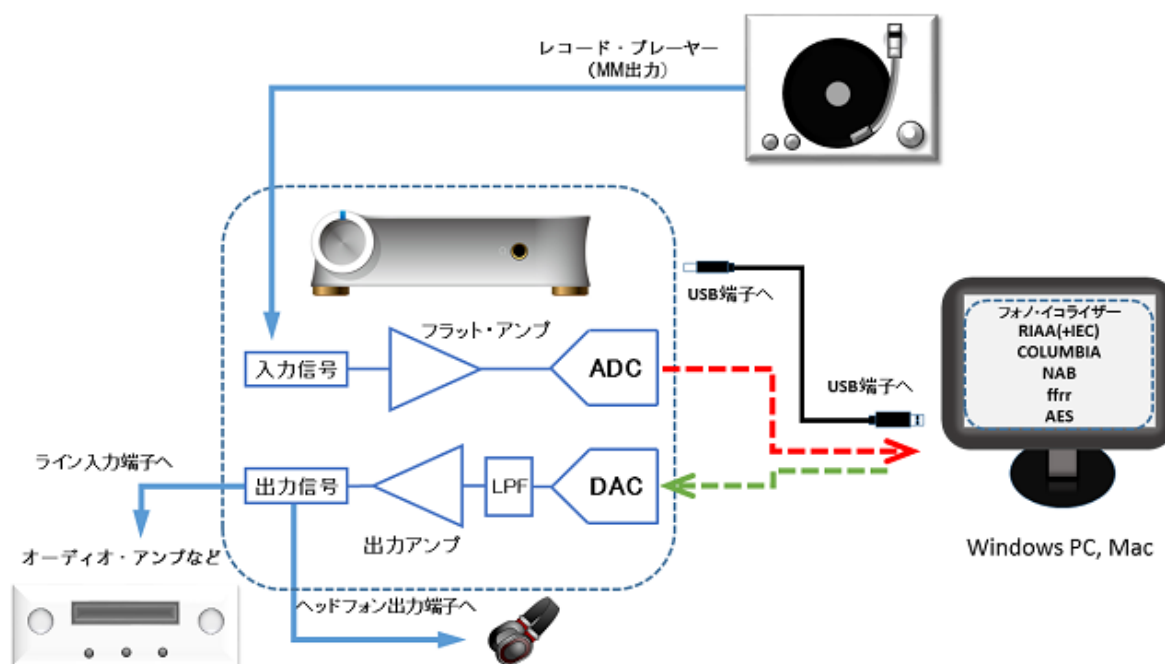 レコード・プレーヤー
(MM出力)
USB端子へ
フラット・アンプ
入力信号
ADC
フォノ・イコライザー
RIAA(+IEC)
COLUMBIA
NAB
ffrr
AES
USB端子へ
ライン入力端子へ
出力信号
LPF
DAC
出力アンプ
Windows PC, Mac
オーディオ・アンプなど
ヘッドフォン出力端子へ